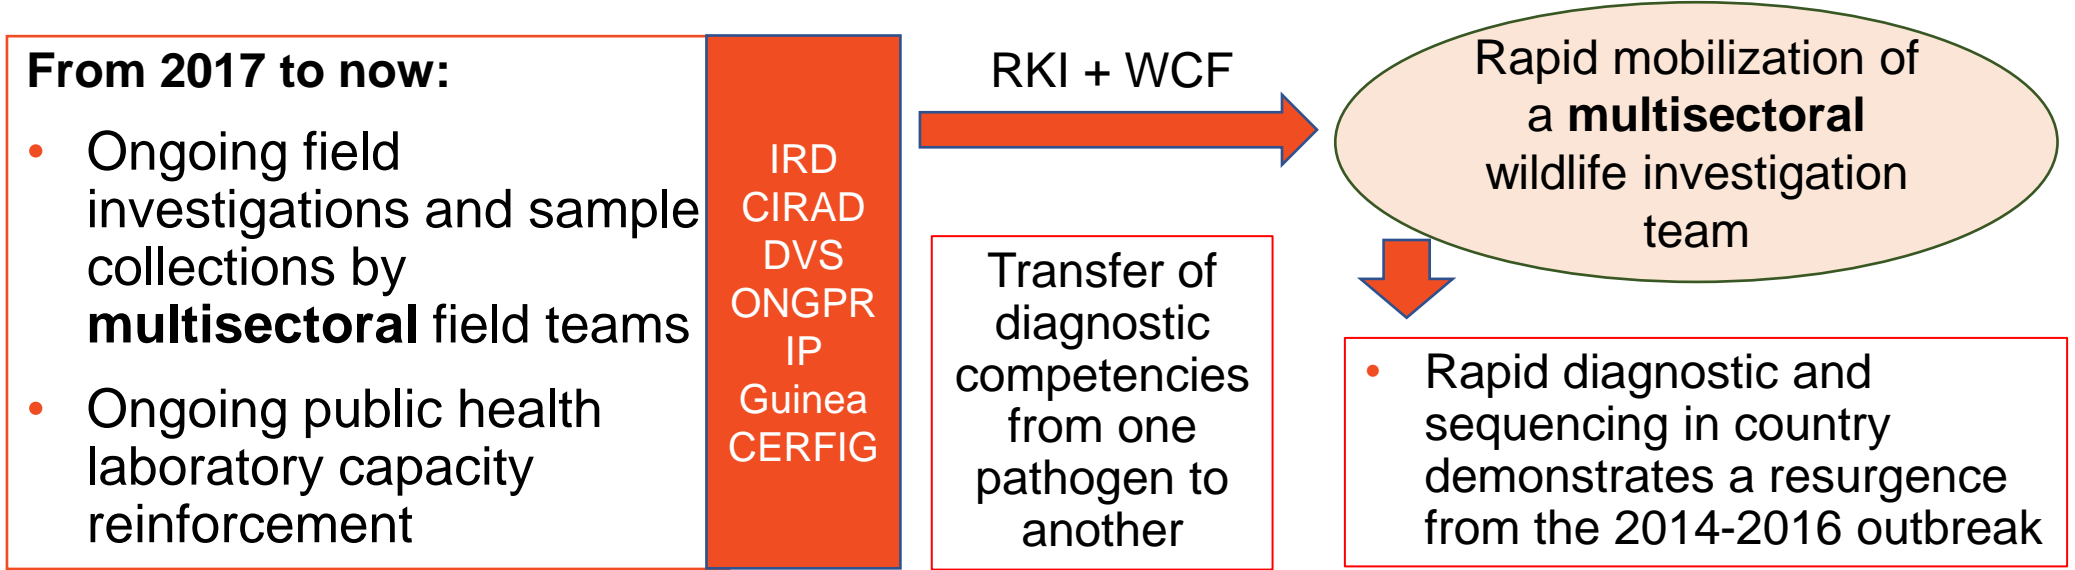 From 2017 to now:
• Ongoing field
investigations and sample
collections by
multisectoral field teams
• Ongoing public health
laboratory capacity
reinforcement
IRD
CIRAD
DVS
ONGPR
IP
Guinea
CERFIG
RKI + WCF
Transfer of
diagnostic
competencies
from one
pathogen to
another
Rapid mobilization of
a multisectoral
wildlife investigation
team
• Rapid diagnostic and
sequencing in country
demonstrates a resurgence
from the 2014-2016 outbreak